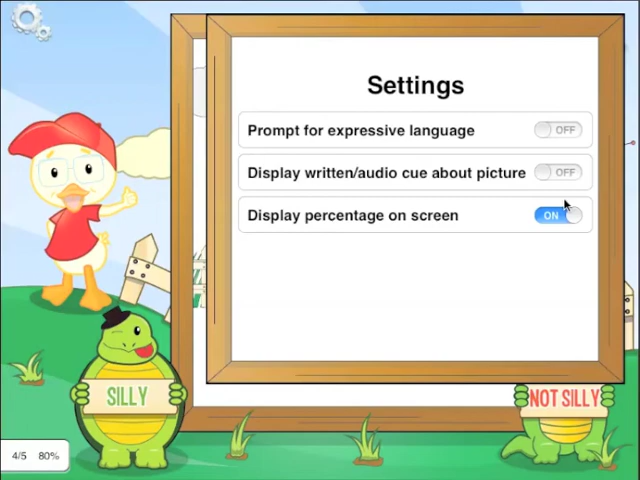 Settings
Prompt for expressive language OFF
Display written/audio cue about picture OFF
Display percentage on screen ON
SILLY
NOT SILLY
4/5 80%